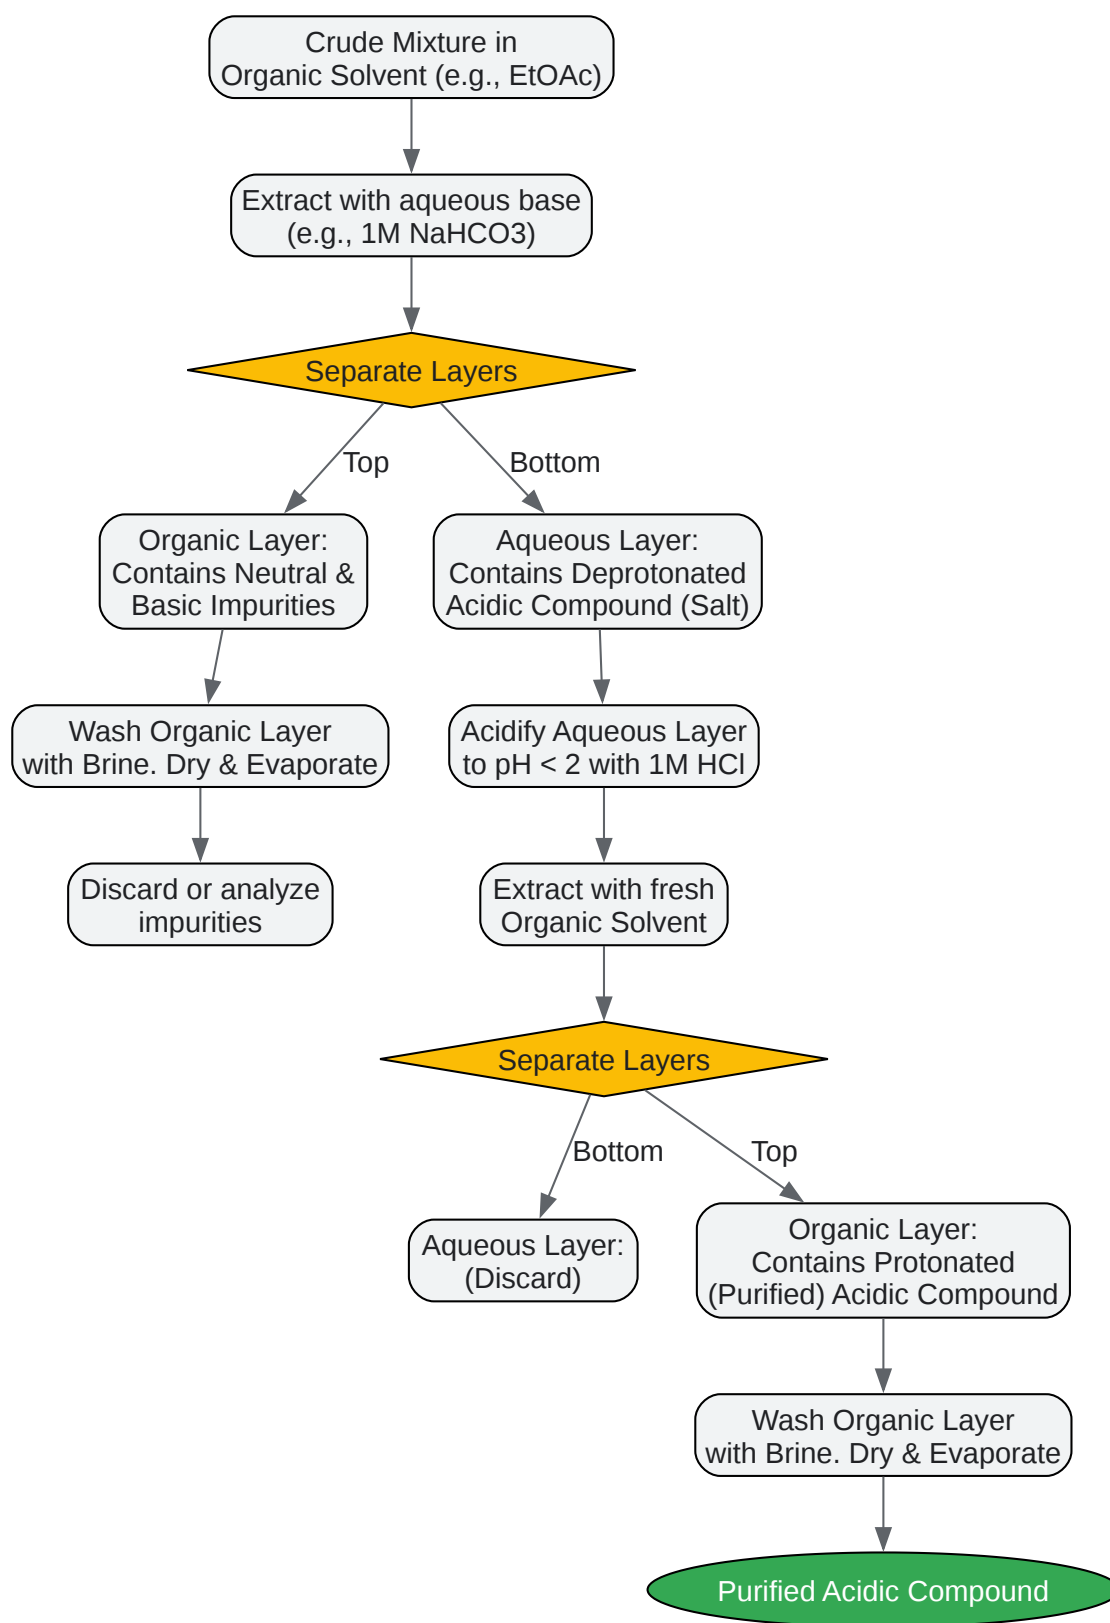 Crude Mixture in
Organic Solvent (e.g., EtOAc)
Extract with aqueous base
(e.g., 1M NaHCO3)
Separate Layers
Top
Bottom
Organic Layer:
Contains Neutral &
Basic Impurities
Aqueous Layer:
Contains Deprotonated
Acidic Compound (Salt)
Wash Organic Layer
with Brine. Dry & Evaporate
Acidify Aqueous Layer
to pH < 2 with 1M HCl
Discard or analyze
impurities
Extract with fresh
Organic Solvent
Separate Layers
Bottom
Top
Aqueous Layer:
(Discard)
Organic Layer:
Contains Protonated
(Purified) Acidic Compound
Wash Organic Layer
with Brine. Dry & Evaporate
Purified Acidic Compound